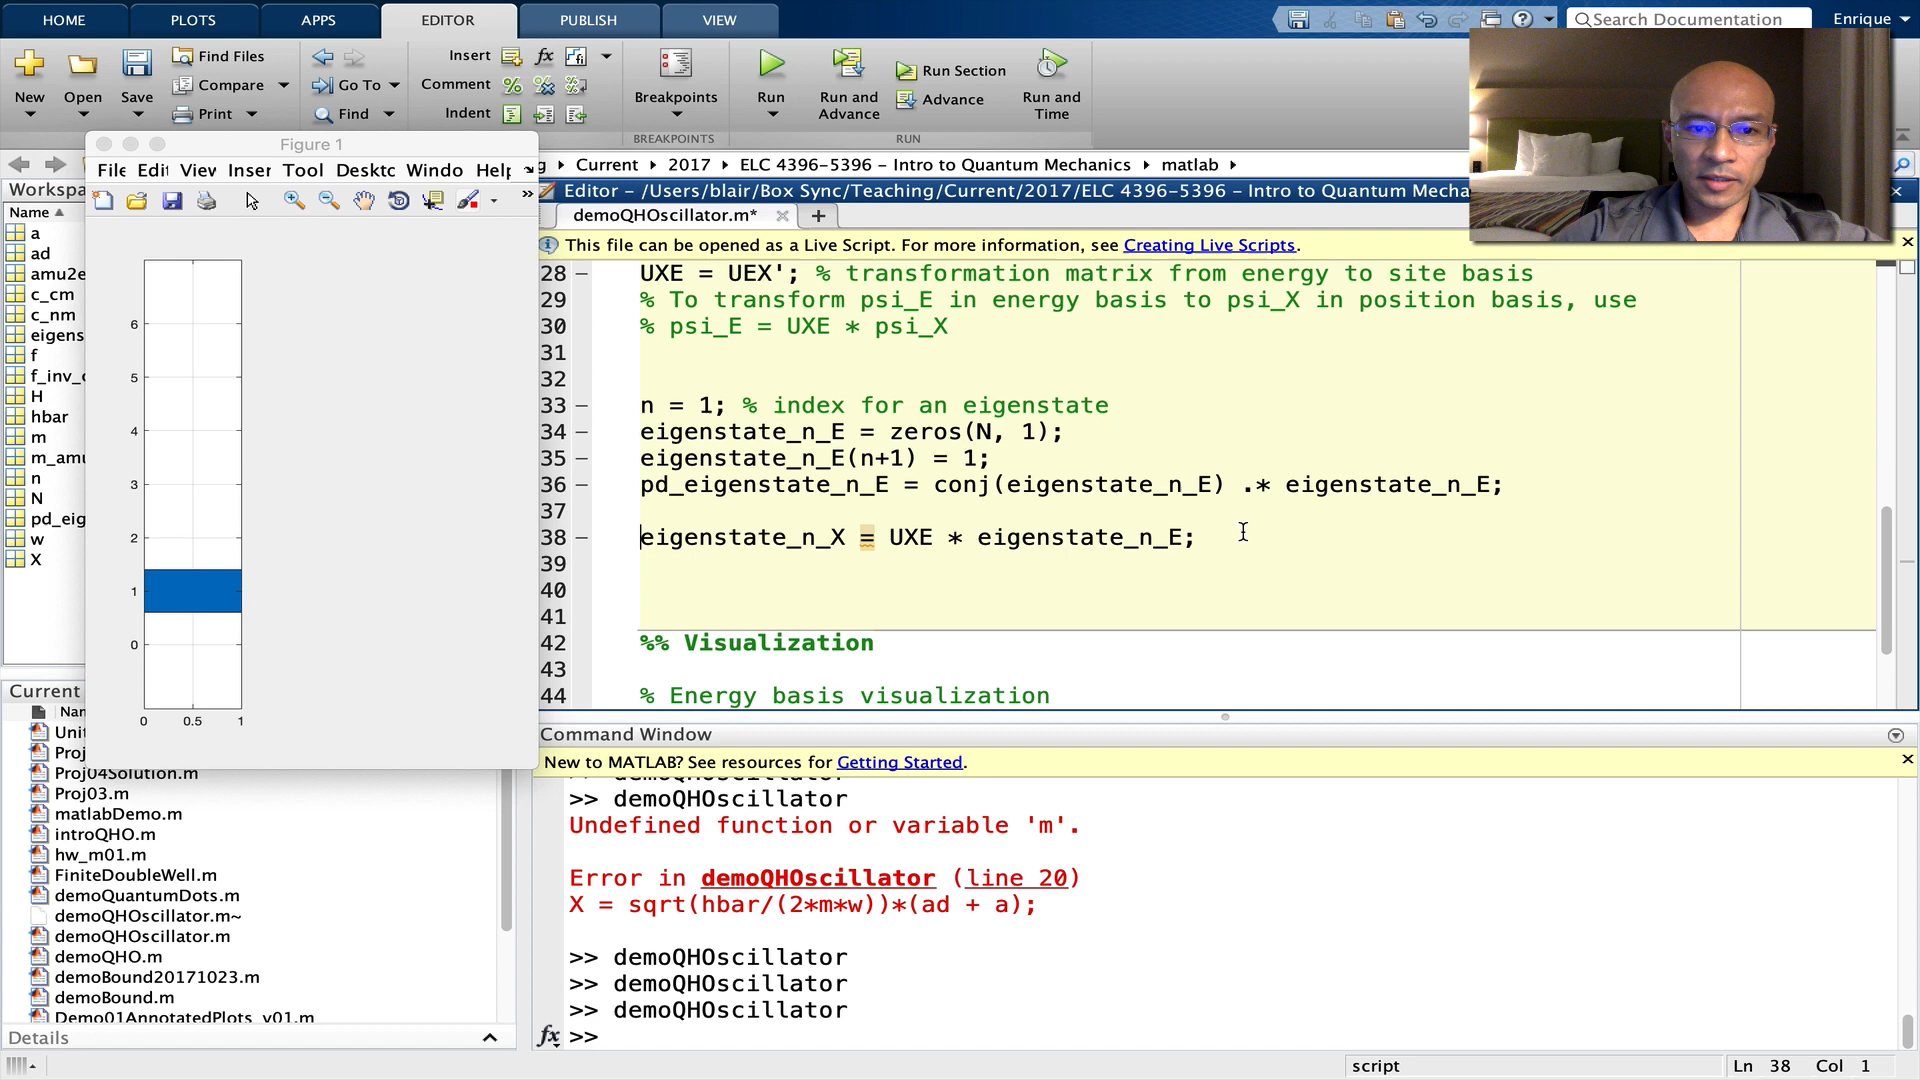 HOME PLOTS APPS EDITOR PUBLISH VIEW Search Documentation Enrique
New Open Save Find Files Compare Print Go To Find Insert Comment Indent Breakpoints Run Run and Advance Run Section Advance Run and Time
BREAKPOINTS RUN
Figure 1
File Edi View Inser Tool Deskto Windo Help
Current 2017 ELC 4396-5396 - Intro to Quantum Mechanics matlab
Editor - /Users/blair/Box Sync/Teaching/Current/2017/ELC 4396-5396 - Intro to Quantum Mecha
demoQHOscillator.m*
This file can be opened as a Live Script. For more information, see Creating Live Scripts.
Workspa
Name
a
ad
amu2e
c_cm
c_nm
eigens
f
f_inv_c
H
hbar
m
m_amu
n
N
pd_eig
w
X
6
5
4
3
2
1
0
0 0.5 1
28 UXE = UEX'; % transformation matrix from energy to site basis
29 % To transform psi_E in energy basis to psi_X in position basis, use
30 % psi_E = UXE * psi_X
31
32
33 n = 1; % index for an eigenstate
34 eigenstate_n_E = zeros(N, 1);
35 eigenstate_n_E(n+1) = 1;
36 pd_eigenstate_n_E = conj(eigenstate_n_E) .* eigenstate_n_E;
37
38 eigenstate_n_X = UXE * eigenstate_n_E;
39
40
41
42 %% Visualization
43
44 % Energy basis visualization
Current
Nan
Unit
Proj
Proj04Solution.m
Proj03.m
matlabDemo.m
introQHO.m
hw_m01.m
FiniteDoubleWell.m
demoQuantumDots.m
demoQHOscillator.m~
demoQHOscillator.m
demoQHO.m
demoBound20171023.m
demoBound.m
Demo01AnnotatedPlots_v01.m
Details
Command Window
New to MATLAB? See resources for Getting Started.
>> demoQHOscillator
Undefined function or variable 'm'.
Error in demoQHOscillator (line 20)
X = sqrt(hbar/(2*m*w))*(ad + a);
>> demoQHOscillator
>> demoQHOscillator
>> demoQHOscillator
fx >>
script Ln 38 Col 1